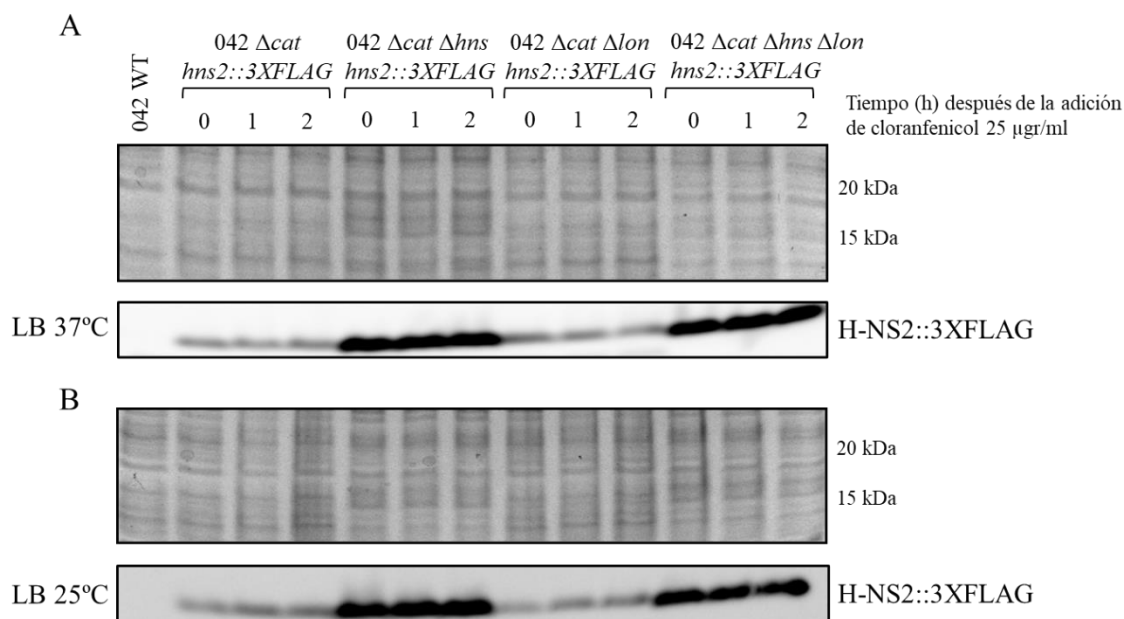 A
042 Δcat
042 Δcat Δhns
042 Δcat Δlon
042 Δcat Δhns Δlon
042 WT
hns2::3XFLAG
hns2::3XFLAG
hns2::3XFLAG
hns2::3XFLAG
0 1 2 0 1 2 0 1 2 0 1 2
Tiempo (h) después de la adición
de cloranfenicol 25 µgr/ml
20 kDa
15 kDa
LB 37ºC
H-NS2::3XFLAG
B
20 kDa
15 kDa
LB 25ºC
H-NS2::3XFLAG